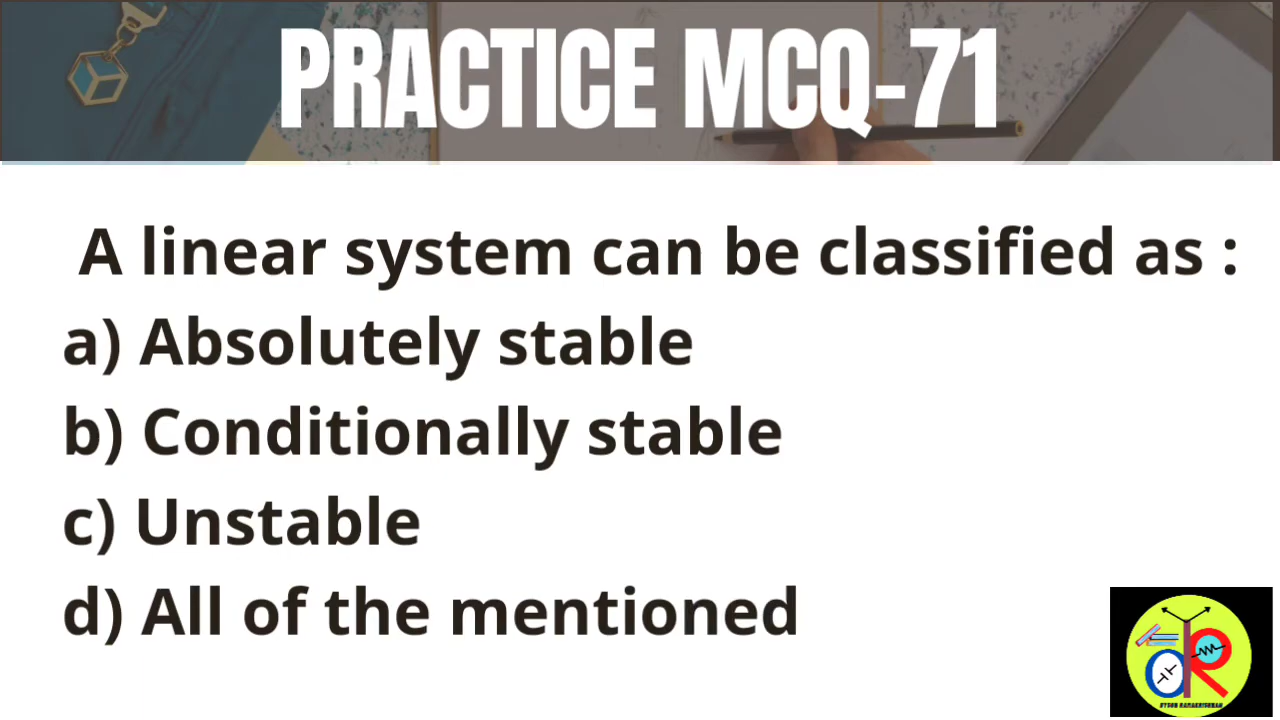 PRACTICE MCQ-71
A linear system can be classified as :
a) Absolutely stable
b) Conditionally stable
c) Unstable
d) All of the mentioned